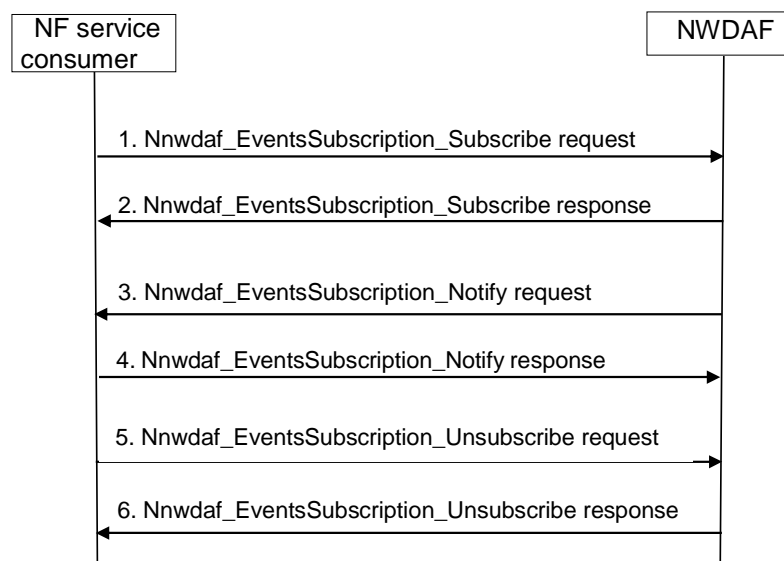 NF service
consumer
NWDAF
1. Nnwdaf_EventsSubscription_Subscribe request
2. Nnwdaf_EventsSubscription_Subscribe response
3. Nnwdaf_EventsSubscription_Notify request
4. Nnwdaf_EventsSubscription_Notify response
5. Nnwdaf_EventsSubscription_Unsubscribe request
6. Nnwdaf_EventsSubscription_Unsubscribe response